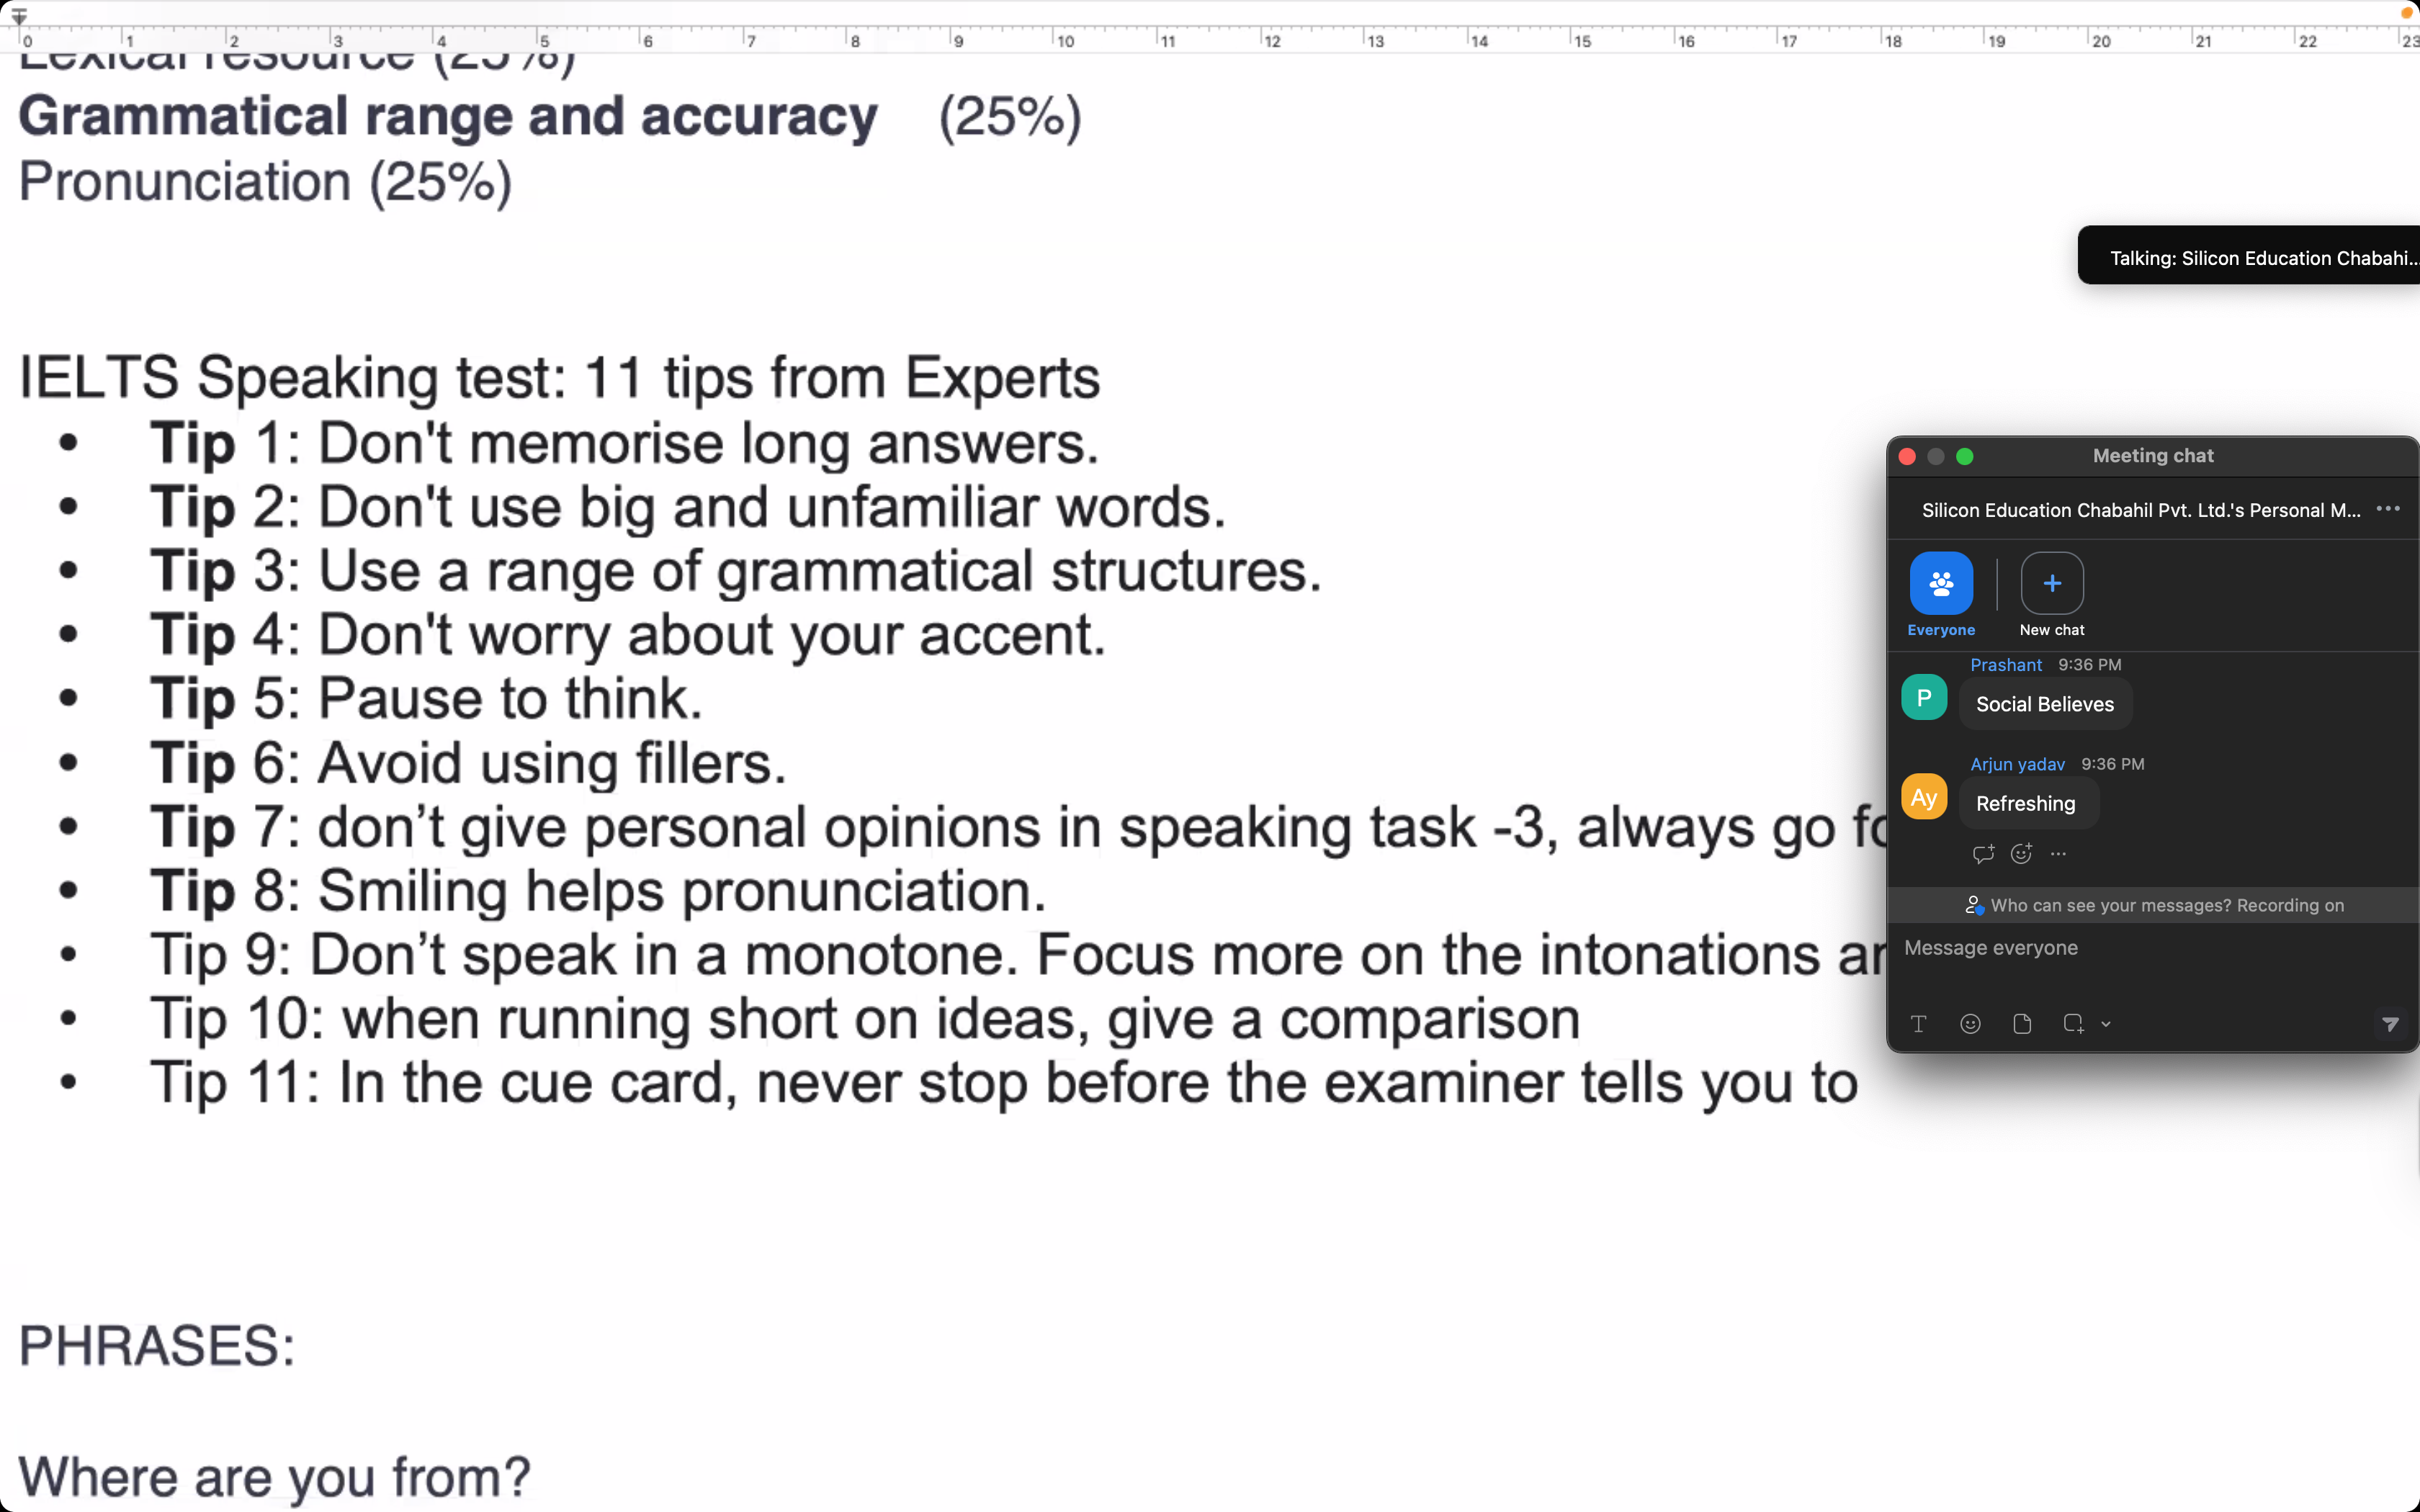 0 1 2 3 4 5 6 7 8 9 10 11 12 13 14 15 16 17 18 19 20 21 22 23
Lexical resource (25%)
Grammatical range and accuracy (25%)
Pronunciation (25%)
Talking: Silicon Education Chabahi...
IELTS Speaking test: 11 tips from Experts
• Tip 1: Don't memorise long answers.
• Tip 2: Don't use big and unfamiliar words.
• Tip 3: Use a range of grammatical structures.
• Tip 4: Don't worry about your accent.
• Tip 5: Pause to think.
• Tip 6: Avoid using fillers.
• Tip 7: don’t give personal opinions in speaking task -3, always go
• Tip 8: Smiling helps pronunciation.
• Tip 9: Don’t speak in a monotone. Focus more on the intonations
• Tip 10: when running short on ideas, give a comparison
• Tip 11: In the cue card, never stop before the examiner tells you to
PHRASES:
Where are you from?
Meeting chat
Silicon Education Chabahil Pvt. Ltd.'s Personal M... 
Everyone New chat
Prashant 9:36 PM
P
Social Believes
Arjun yadav 9:36 PM
Ay
Refreshing
Who can see your messages? Recording on
Message everyone